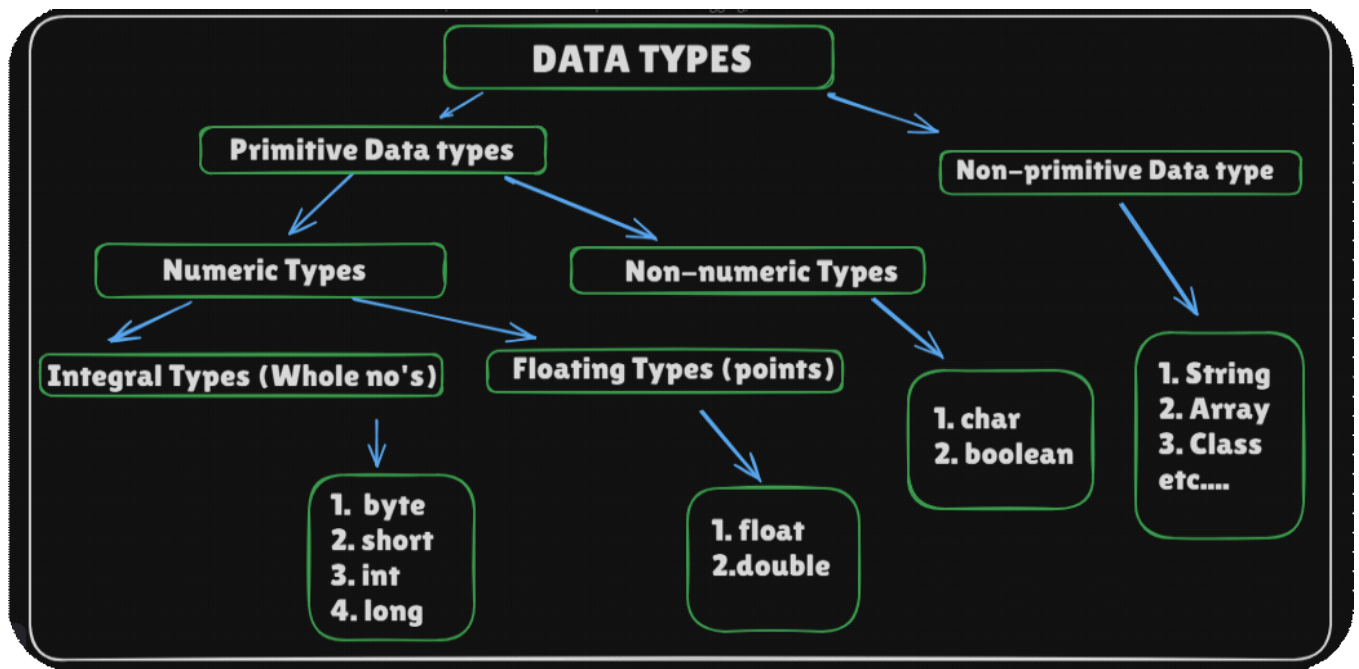 DATA TYPES
Primitive Data types
Non-primitive Data type
Numeric Types
Non-numeric Types
Integral Types (Whole no's)
Floating Types (points)
1. char
2. boolean
1. String
2. Array
3. Class
etc....
1. byte
2. short
3. int
4. long
1. float
2.double